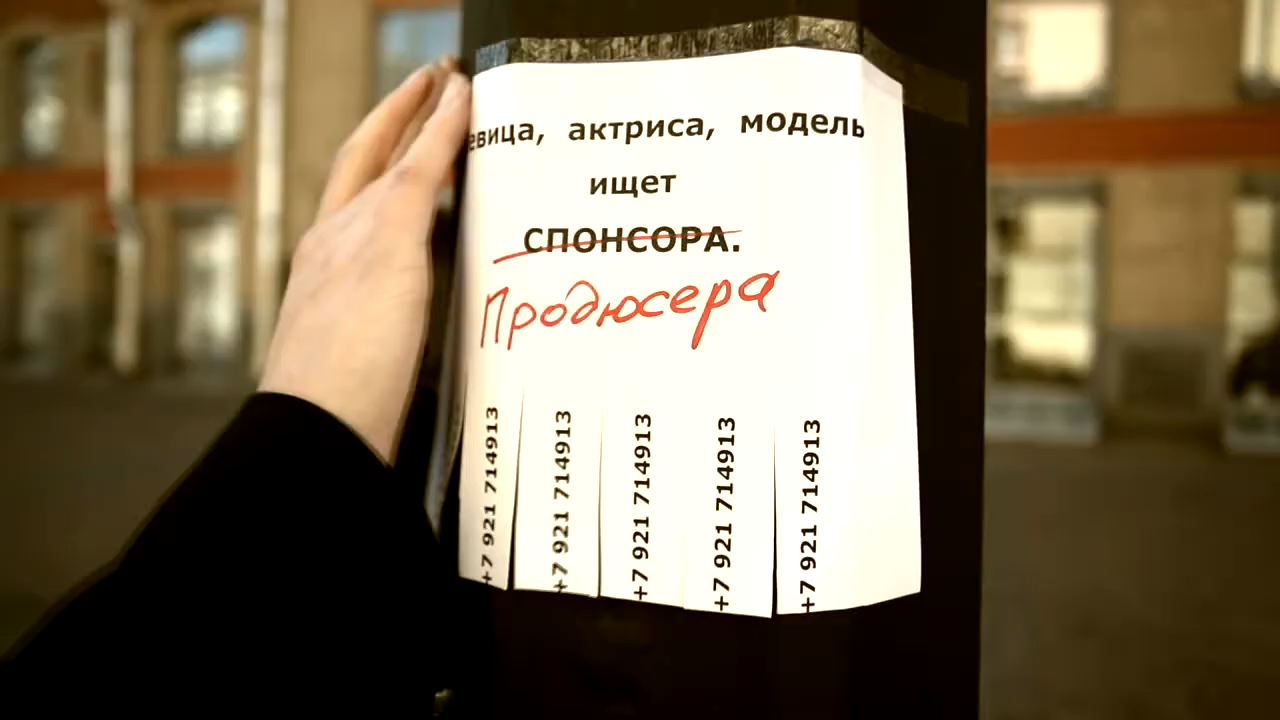 евица, актриса, модель
ищет
СПОНСОРА.
Продюсера
+7 921 714913
+7 921 714913
+7 921 714913
+7 921 714913
+7 921 714913